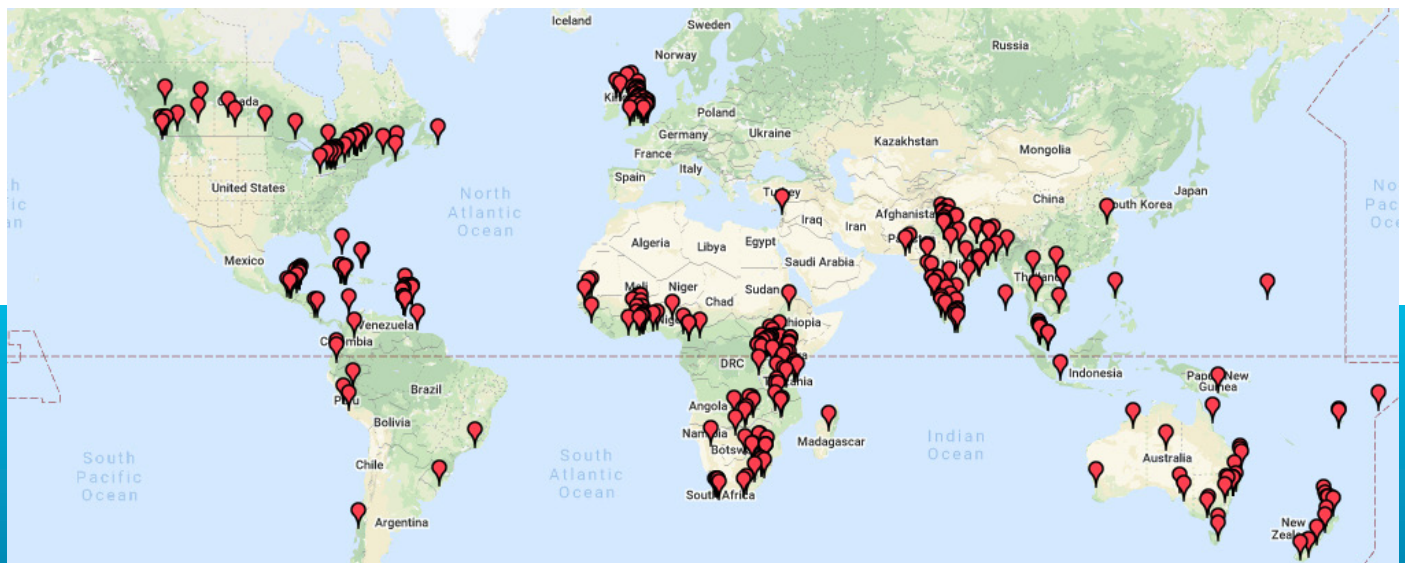 Iceland
Sweden
Russia
Norway
Canada
Poland
Germany
Ukraine
Kazakhstan
Mongolia
France
Italy
Spain
United States
North
Atlantic
Ocean
China
South Korea
Japan
Afghanistan
Iraq
Iran
Algeria
Libya
Egypt
Saudi Arabia
Mexico
Mali
Niger
Sudan
Chad
Thailand
Venezuela
Ethiopia
Colombia
DRC
Indonesia
Papua New
Guinea
Tanzania
Peru
Brazil
Angola
Bolivia
Namibia
Madagascar
Botswana
Indian
Ocean
Australia
South
Pacific
Ocean
Chile
South
Atlantic
Ocean
South Africa
Argentina
New